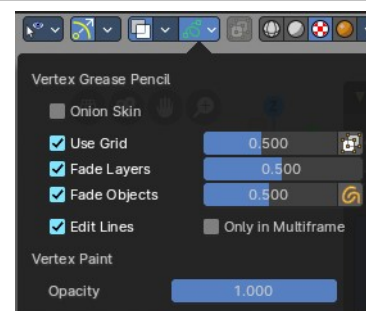 Vertex Grease Pencil
Onion Skin
Use Grid 0.500
Fade Layers 0.500
Fade Objects 0.500
Edit Lines Only in Multiframe
Vertex Paint
Opacity 1.000